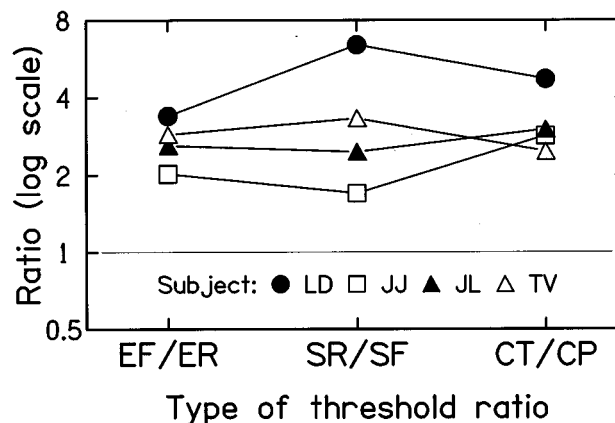 8
4
2
1
0.5
Ratio (log scale)
Subject: LD JJ JL TV
EF/ER SR/SF CT/CP
Type of threshold ratio